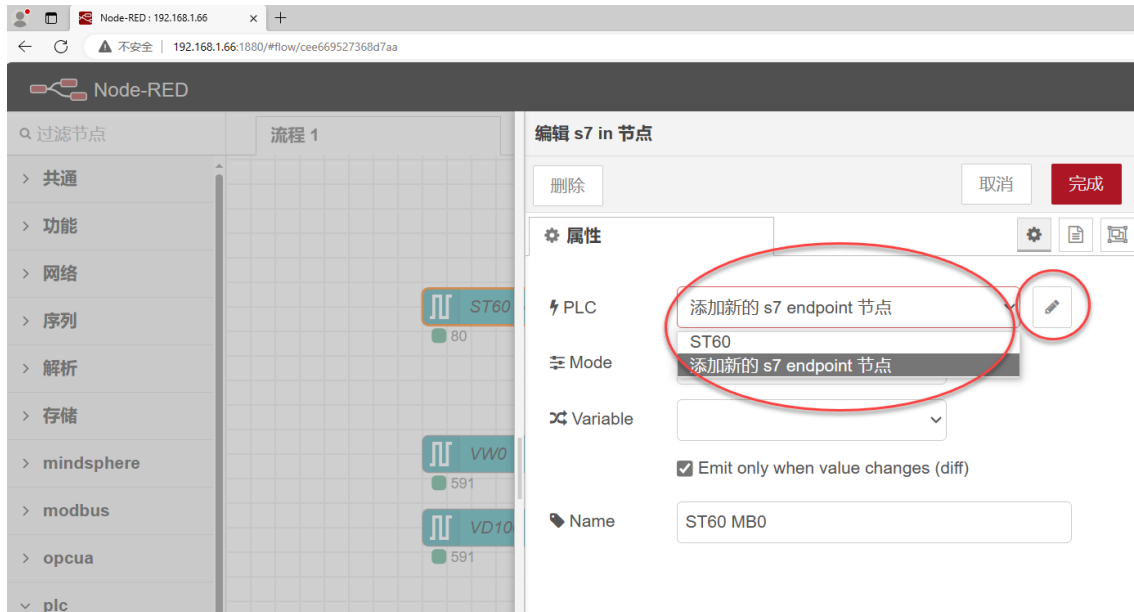 Node-RED : 192.168.1.66
不安全 192.168.1.66:1880/#flow/cee669527368d7aa
Node-RED
过滤节点
流程 1
编辑 s7 in 节点
共通
删除
取消
完成
功能
属性
网络
序列
ST60
80
PLC
添加新的 s7 endpoint 节点
ST60
添加新的 s7 endpoint 节点
解析
Mode
存储
Variable
mindsphere
VW0
591
Emit only when value changes (diff)
modbus
VD10
591
Name
ST60 MB0
opcua
plc